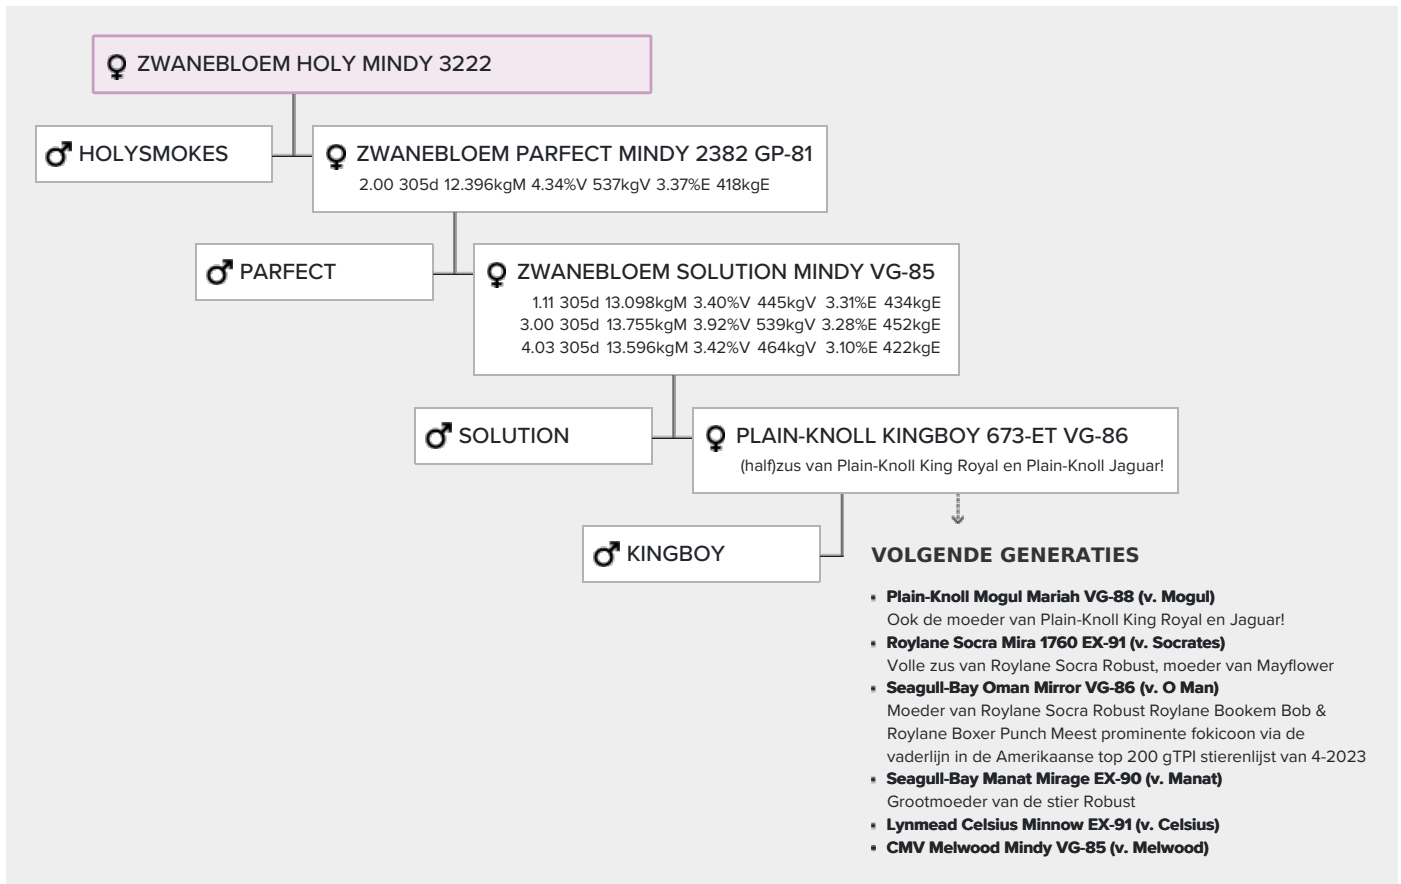 ZWANEBLOEM HOLY MINDY 3222
HOLYSMOKES
ZWANEBLOEM PARFECT MINDY 2382 GP-81
2.00 305d 12.396kgM 4.34%V 537kgV 3.37%E 418kgE
PARFECT
ZWANEBLOEM SOLUTION MINDY VG-85
1.11 305d 13.098kgM 3.40%V 445kgV 3.31%E 434kgE
3.00 305d 13.755kgM 3.92%V 539kgV 3.28%E 452kgE
4.03 305d 13.596kgM 3.42%V 464kgV 3.10%E 422kgE
SOLUTION
PLAIN-KNOLL KINGBOY 673-ET VG-86
(half)zus van Plain-Knoll King Royal en Plain-Knoll Jaguar!
KINGBOY
VOLGENDE GENERATIES
Plain-Knoll Mogul Mariah VG-88 (v. Mogul)
Ook de moeder van Plain-Knoll King Royal en Jaguar!
Roylane Socra Mira 1760 EX-91 (v. Socrates)
Volle zus van Roylane Socra Robust, moeder van Mayflower
Seagull-Bay Oman Mirror VG-86 (v. O Man)
Moeder van Roylane Socra Robust Roylane Bookem Bob &
Roylane Boxer Punch Meest prominente fokicoon via de
vaderlijn in de Amerikaanse top 200 gTPI stierenlijst van 4-2023
Seagull-Bay Manat Mirage EX-90 (v. Manat)
Grootmoeder van de stier Robust
Lynmead Celsius Minnow EX-91 (v. Celsius)
CMV Melwood Mindy VG-85 (v. Melwood)